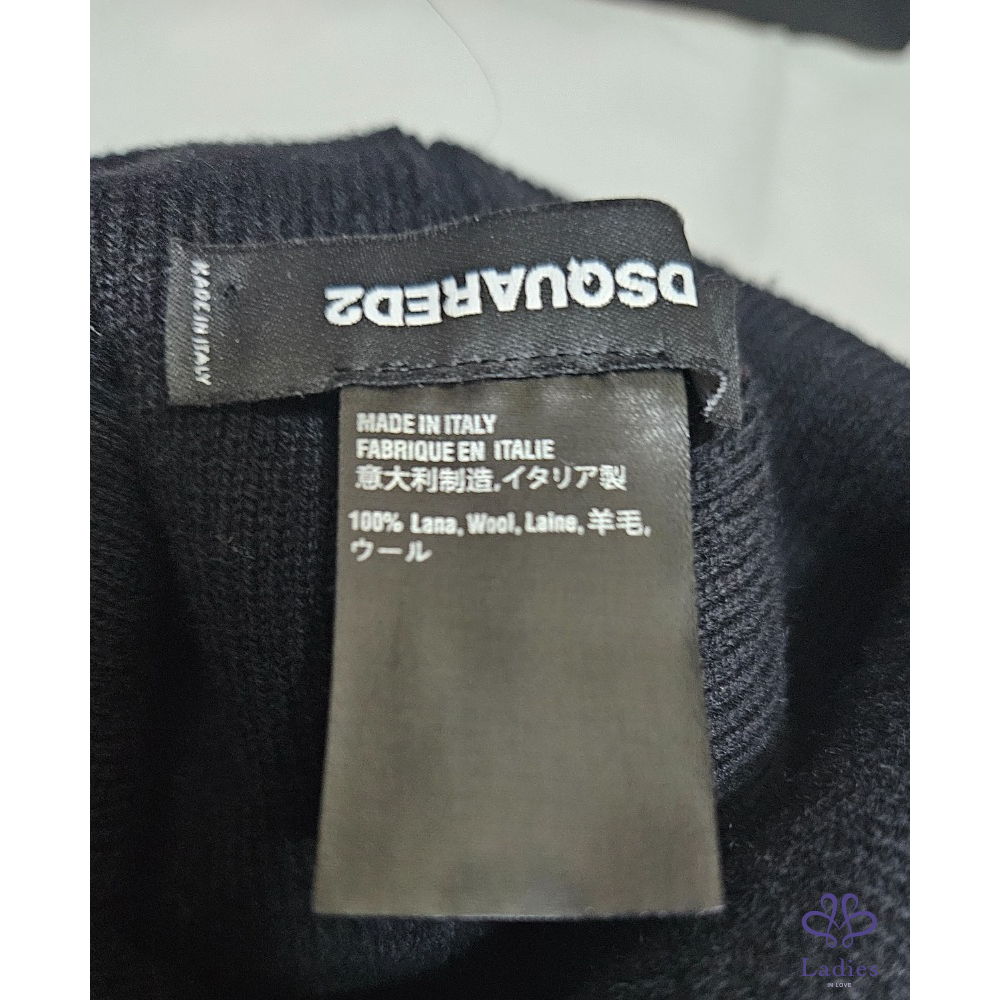 DSQUARED2
MADE IN ITALY
MADE IN ITALY
FABRIQUE EN ITALIE
意大利制造,イタリア製
100% Lana, Wool, Laine, 羊毛,
ウール
Ladies
IN LOVE